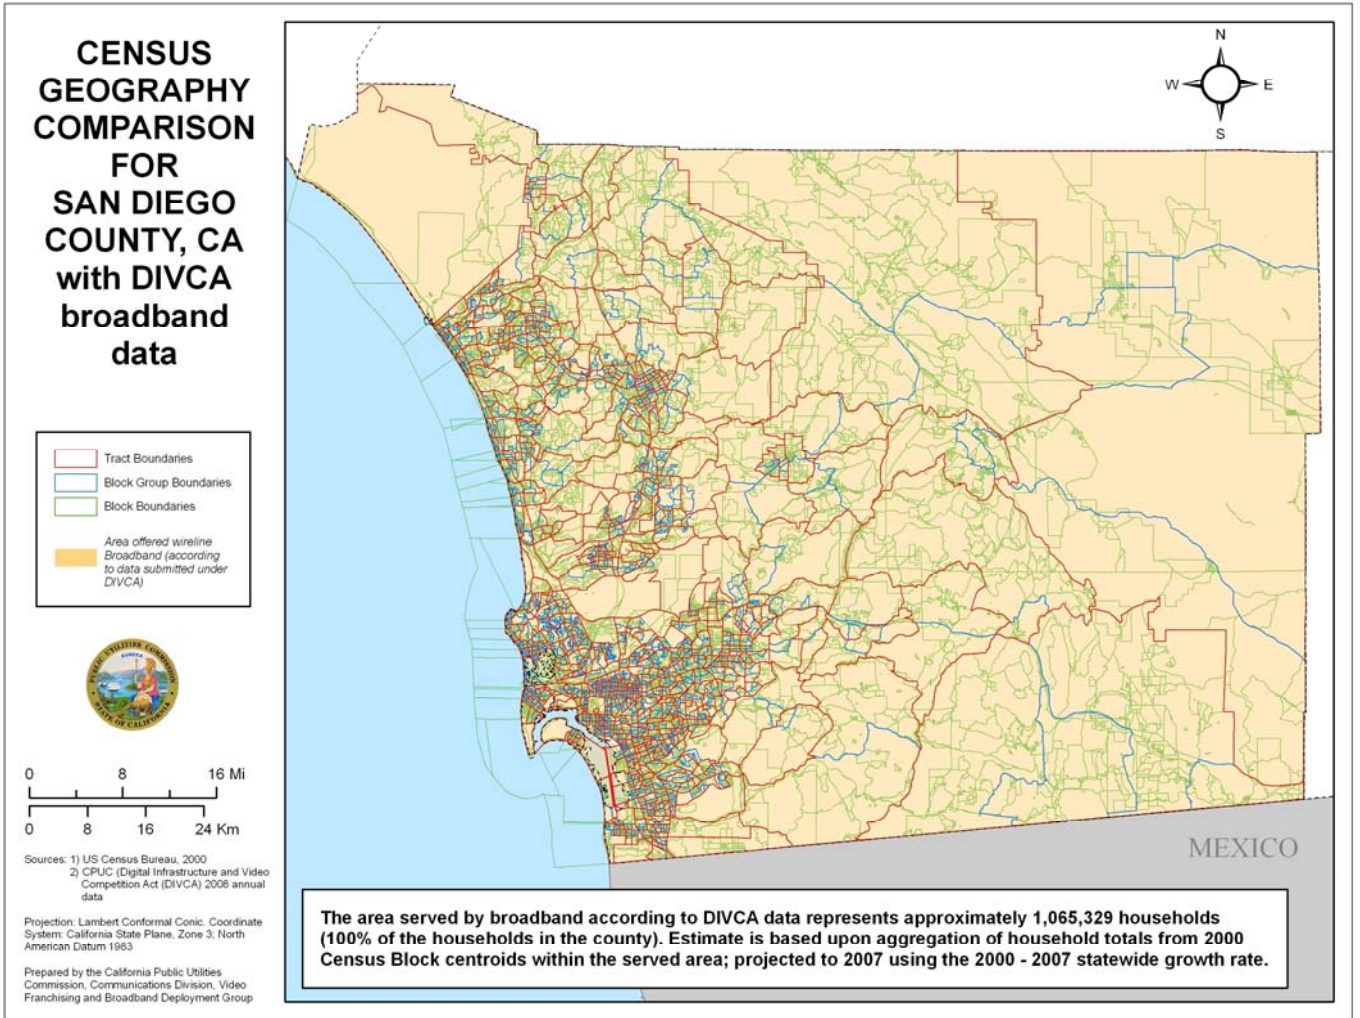 CENSUS
GEOGRAPHY
COMPARISON
FOR
SAN DIEGO
COUNTY, CA
with DIVCA
broadband
data
N
W
E
S
Tract Boundaries
Block Group Boundaries
Block Boundaries
Area offered wireline
Broadband (according
to data submitted under
DIVCA)
PUBLIC UTILITIES COMMISSION
EUREKA
STATE OF CALIFORNIA
0 8 16 Mi
0 8 16 24 Km
Sources: 1) US Census Bureau, 2000
2) CPUC (Digital Infrastructure and Video
Competition Act (DIVCA) 2008 annual
data
Projection: Lambert Conformal Conic. Coordinate
System: California State Plane, Zone 3; North
American Datum 1983
Prepared by the California Public Utilities
Commission, Communications Division, Video
Franchising and Broadband Deployment Group
MEXICO
The area served by broadband according to DIVCA data represents approximately 1,065,329 households
(100% of the households in the county). Estimate is based upon aggregation of household totals from 2000
Census Block centroids within the served area; projected to 2007 using the 2000 - 2007 statewide growth rate.